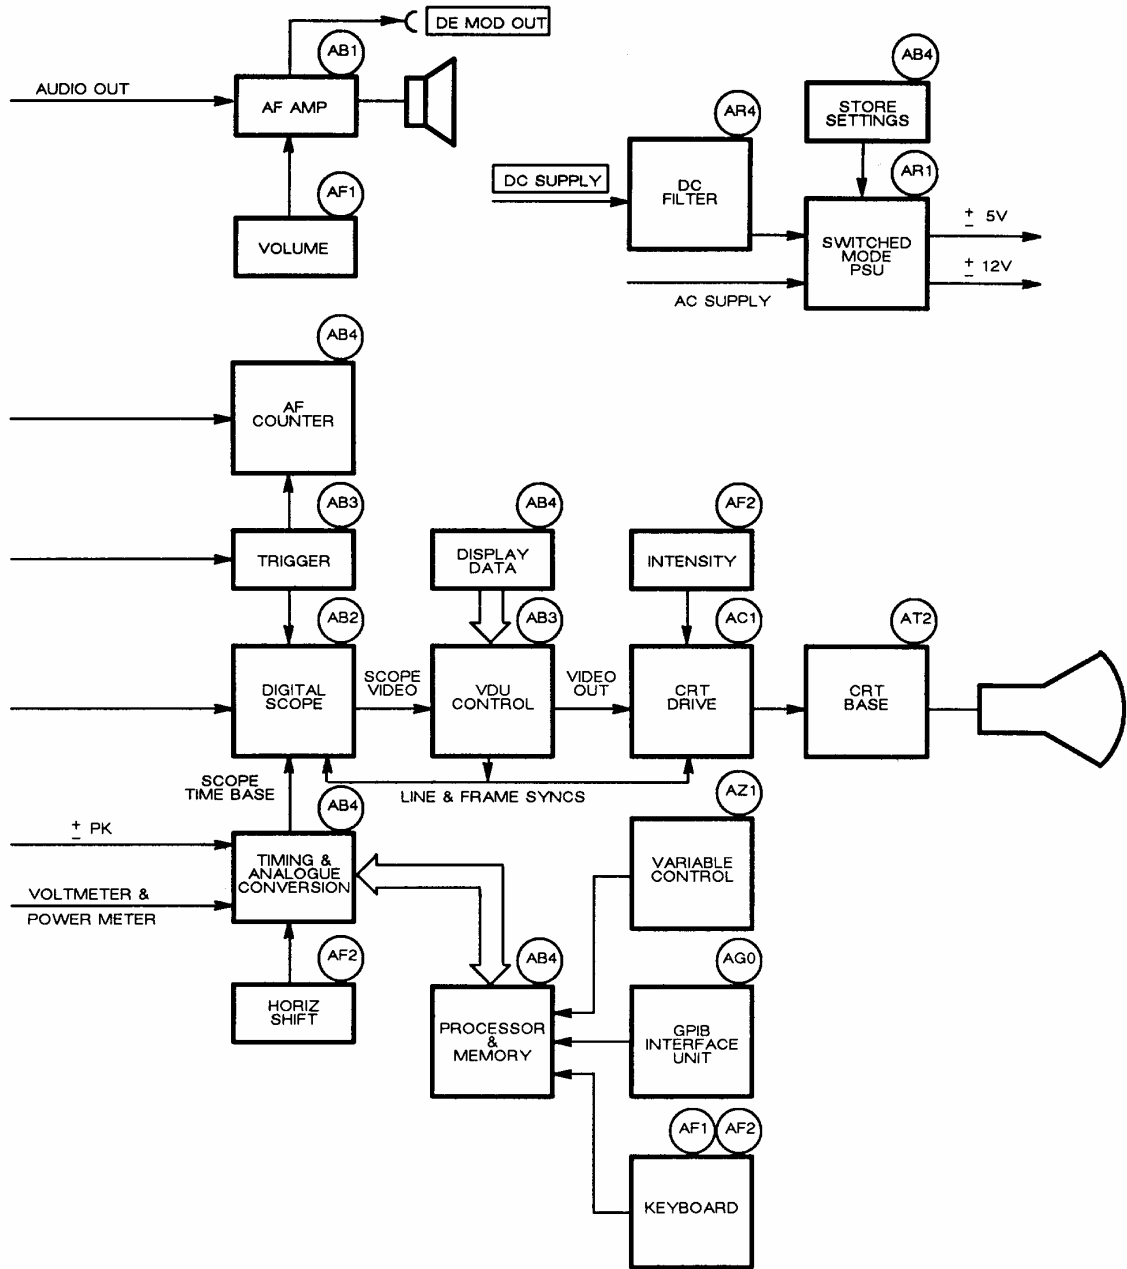 DE MOD OUT
AB1
AUDIO OUT
AF AMP
AF1
VOLUME
AB4
STORE
SETTINGS
AR4
DC SUPPLY
DC
FILTER
AR1
SWITCHED
MODE
PSU
± 5V
± 12V
AC SUPPLY
AB4
AF
COUNTER
AB3
TRIGGER
AB4
DISPLAY
DATA
AF2
INTENSITY
AB2
DIGITAL
SCOPE
SCOPE
VIDEO
AB3
VDU
CONTROL
VIDEO
OUT
AC1
CRT
DRIVE
AT2
CRT
BASE
SCOPE
TIME BASE
LINE & FRAME SYNCS
AB4
± PK
TIMING &
ANALOGUE
CONVERSION
VOLTMETER &
POWER METER
AZ1
VARIABLE
CONTROL
AF2
HORIZ
SHIFT
AB4
PROCESSOR
&
MEMORY
AG0
GPIB
INTERFACE
UNIT
AF1
AF2
KEYBOARD